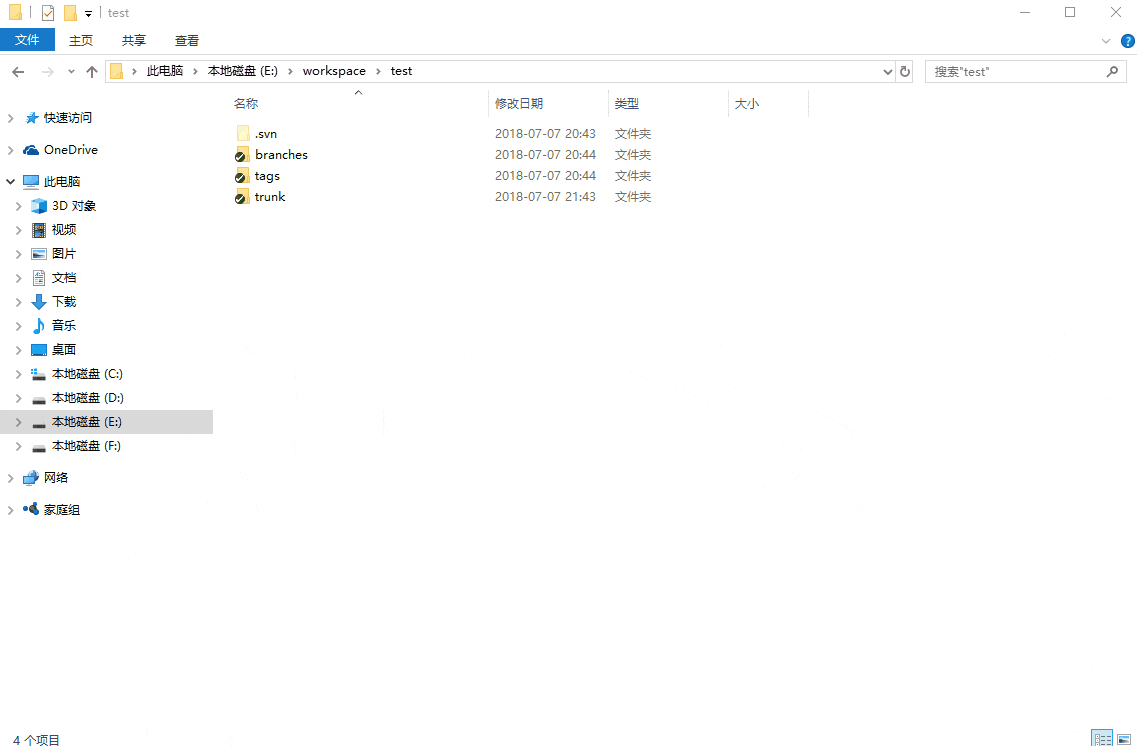 test
文件 主页 共享 查看
此电脑 本地磁盘 (E:) workspace test 搜索"test"
名称 修改日期 类型 大小
.svn 2018-07-07 20:43 文件夹
branches 2018-07-07 20:44 文件夹
tags 2018-07-07 20:44 文件夹
trunk 2018-07-07 21:43 文件夹
快速访问
OneDrive
此电脑
3D 对象
视频
图片
文档
下载
音乐
桌面
本地磁盘 (C:)
本地磁盘 (D:)
本地磁盘 (E:)
本地磁盘 (F:)
网络
家庭组
4 个项目